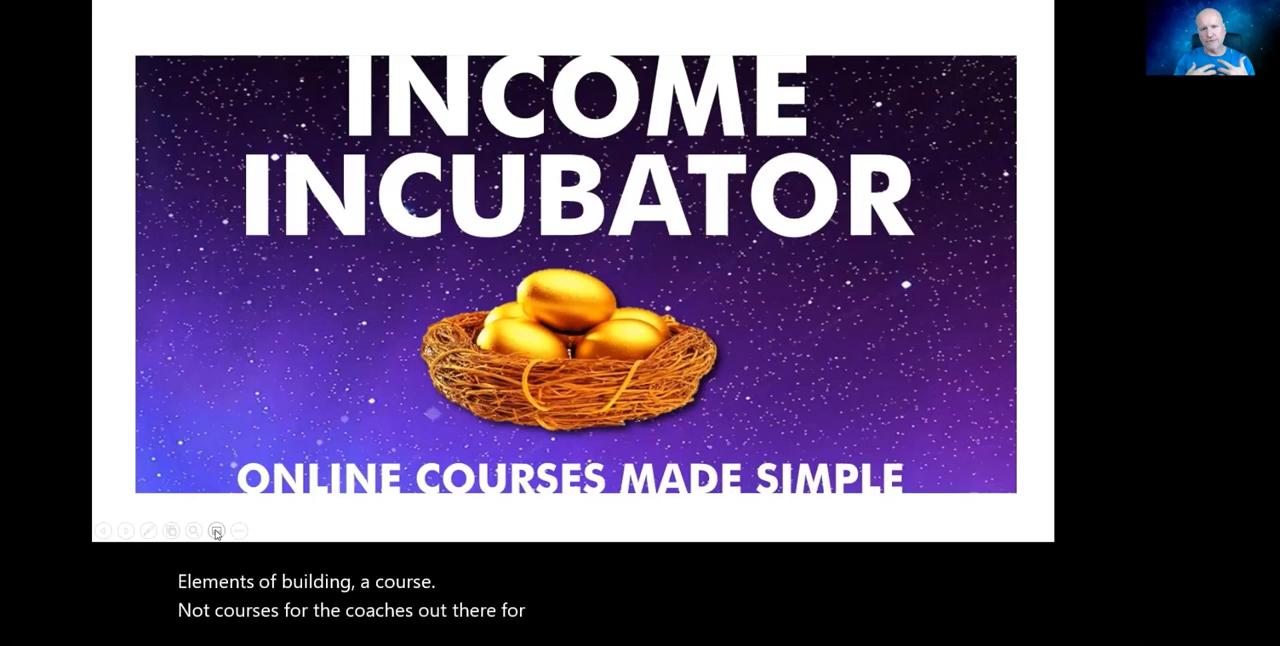 INCOME
INCUBATOR
ONLINE COURSES MADE SIMPLE
Elements of building, a course.
Not courses for the coaches out there for